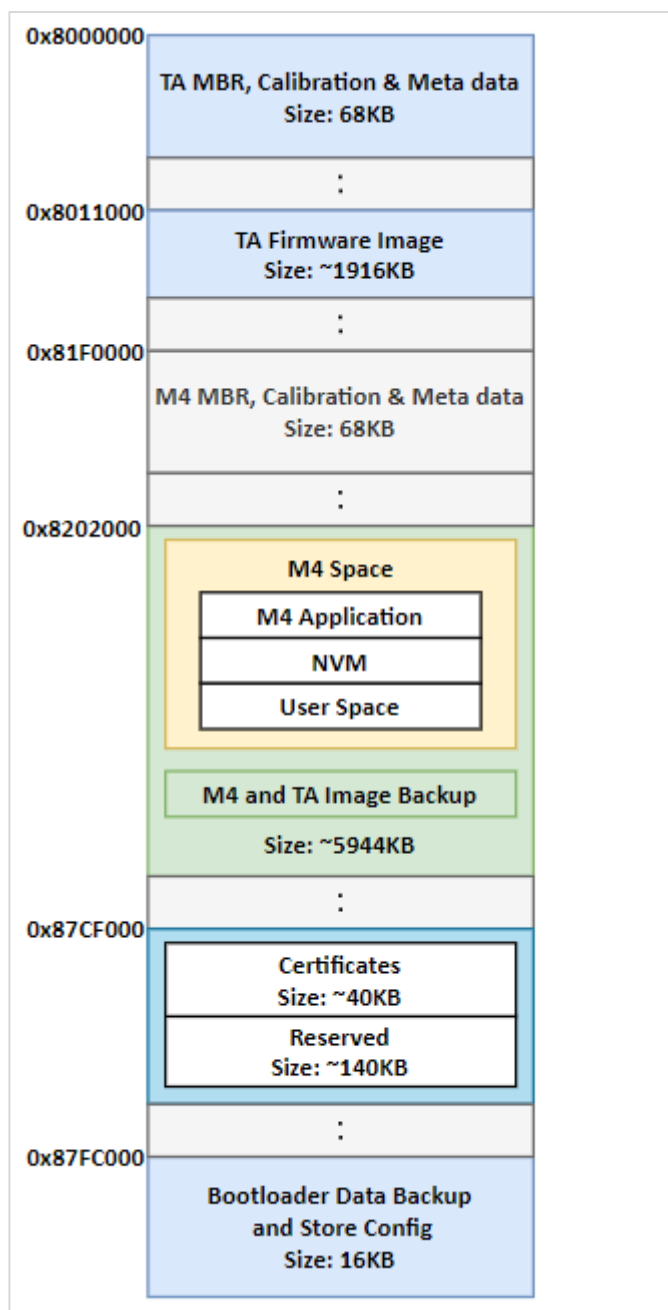 0x8000000
TA MBR, Calibration & Meta data
Size: 68KB
:
0x8011000
TA Firmware Image
Size: ~1916KB
:
0x81F0000
M4 MBR, Calibration & Meta data
Size: 68KB
:
0x8202000
M4 Space
M4 Application
NVM
User Space
M4 and TA Image Backup
Size: ~5944KB
:
0x87CF000
Certificates
Size: ~40KB
Reserved
Size: ~140KB
:
0x87FC000
Bootloader Data Backup
and Store Config
Size: 16KB